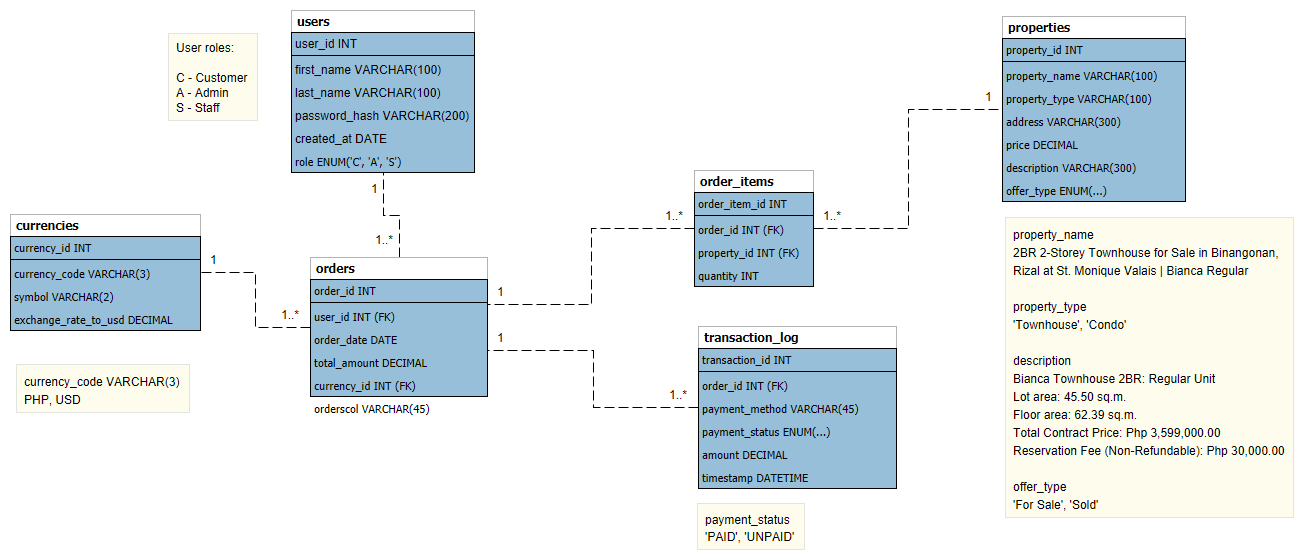 users
user_id INT
first_name VARCHAR(100)
last_name VARCHAR(100)
password_hash VARCHAR(200)
created_at DATE
role ENUM('C', 'A', 'S')
User roles:
C - Customer
A - Admin
S - Staff
1
1..*
currencies
currency_id INT
currency_code VARCHAR(3)
symbol VARCHAR(2)
exchange_rate_to_usd DECIMAL
1
1..*
currency_code VARCHAR(3)
PHP, USD
orders
order_id INT
user_id INT (FK)
order_date DATE
total_amount DECIMAL
currency_id INT (FK)
orderscol VARCHAR(45)
1
1..*
1
1..*
order_items
order_item_id INT
order_id INT (FK)
property_id INT (FK)
quantity INT
1..*
1
transaction_log
transaction_id INT
order_id INT (FK)
payment_method VARCHAR(45)
payment_status ENUM(...)
amount DECIMAL
timestamp DATETIME
payment_status
'PAID', 'UNPAID'
properties
property_id INT
property_name VARCHAR(100)
property_type VARCHAR(100)
address VARCHAR(300)
price DECIMAL
description VARCHAR(300)
offer_type ENUM(...)
property_name
2BR 2-Storey Townhouse for Sale in Binangonan,
Rizal at St. Monique Valais | Bianca Regular
property_type
'Townhouse', 'Condo'
description
Bianca Townhouse 2BR: Regular Unit
Lot area: 45.50 sq.m.
Floor area: 62.39 sq.m.
Total Contract Price: Php 3,599,000.00
Reservation Fee (Non-Refundable): Php 30,000.00
offer_type
'For Sale', 'Sold'